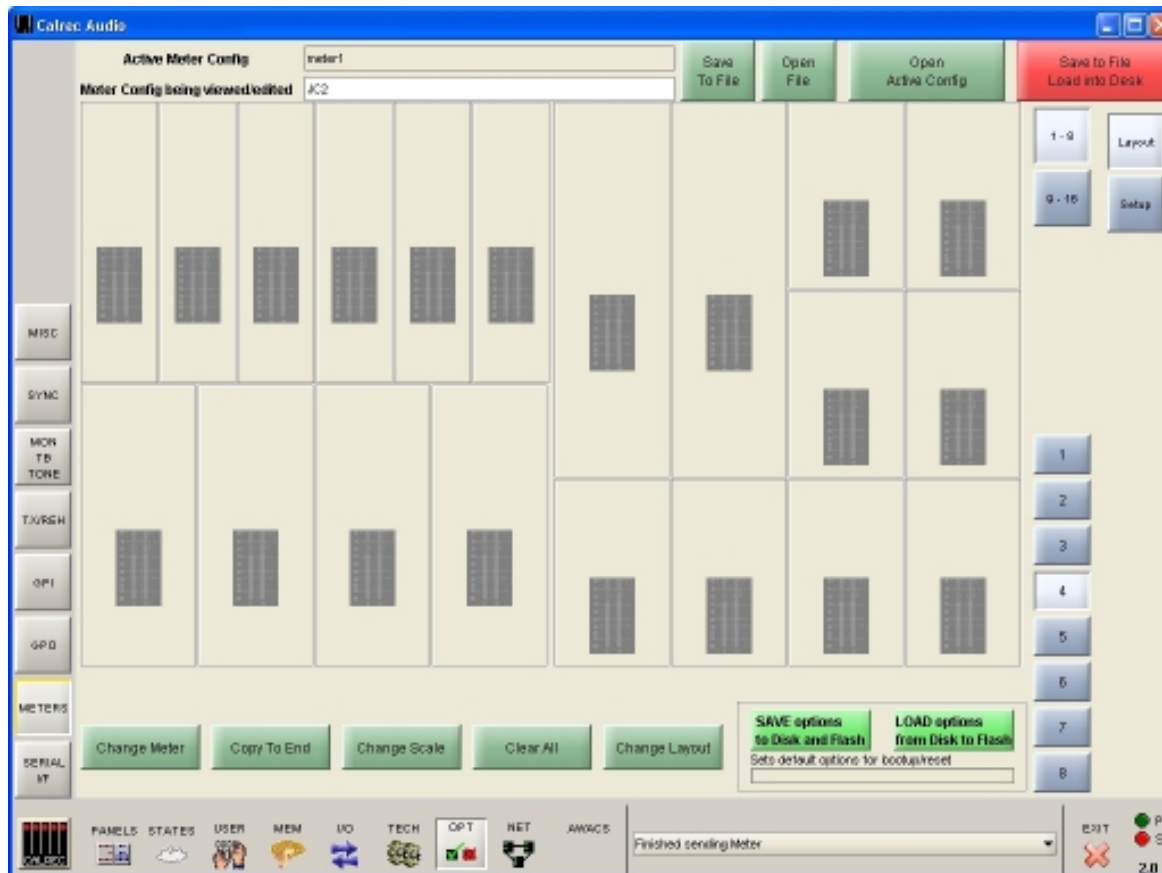 Calrec Audio
Active Meter Config
meter1
Meter Config being viewed/edited
JC2
Save
To File
Open
File
Open
Active Config
Save to File
Load into Desk
1 - 8
Layout
9 - 16
Setup
MISC
SYNC
MON
TB
TONE
TX/REH
GPI
GPO
METERS
SERIAL
I/F
1
2
3
4
5
6
7
8
Change Meter
Copy To End
Change Scale
Clear All
Change Layout
SAVE options
to Disk and Flash
LOAD options
from Disk to Flash
Sets default options for bootup/reset
CALREC
PANELS
STATES
USER
MEM
I/O
TECH
OPT
NET
AWACS
Finished sending Meter
EXIT
P
S
2.0